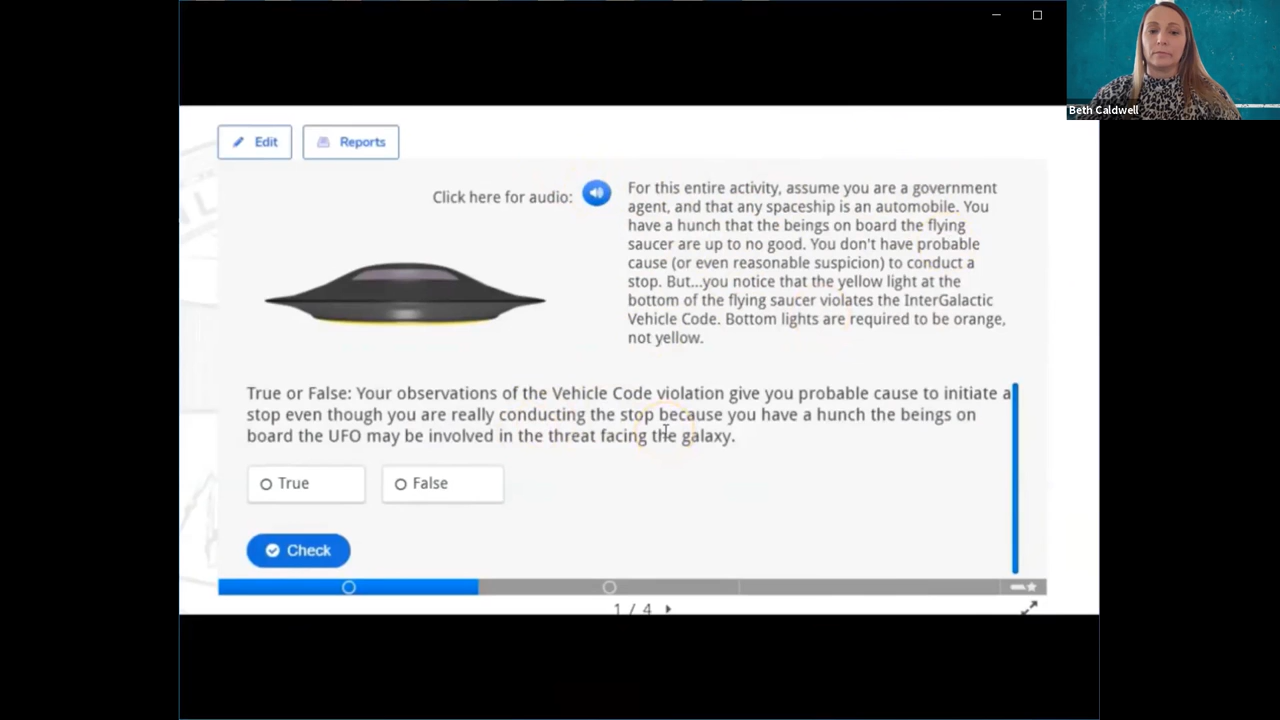 Beth Caldwell
Edit
Reports
Click here for audio:
For this entire activity, assume you are a government
agent, and that any spaceship is an automobile. You
have a hunch that the beings on board the flying
saucer are up to no good. You don't have probable
cause (or even reasonable suspicion) to conduct a
stop. But...you notice that the yellow light at the
bottom of the flying saucer violates the InterGalactic
Vehicle Code. Bottom lights are required to be orange,
not yellow.
True or False: Your observations of the Vehicle Code violation give you probable cause to initiate a
stop even though you are really conducting the stop because you have a hunch the beings on
board the UFO may be involved in the threat facing the galaxy.
True
False
Check
1 / 4